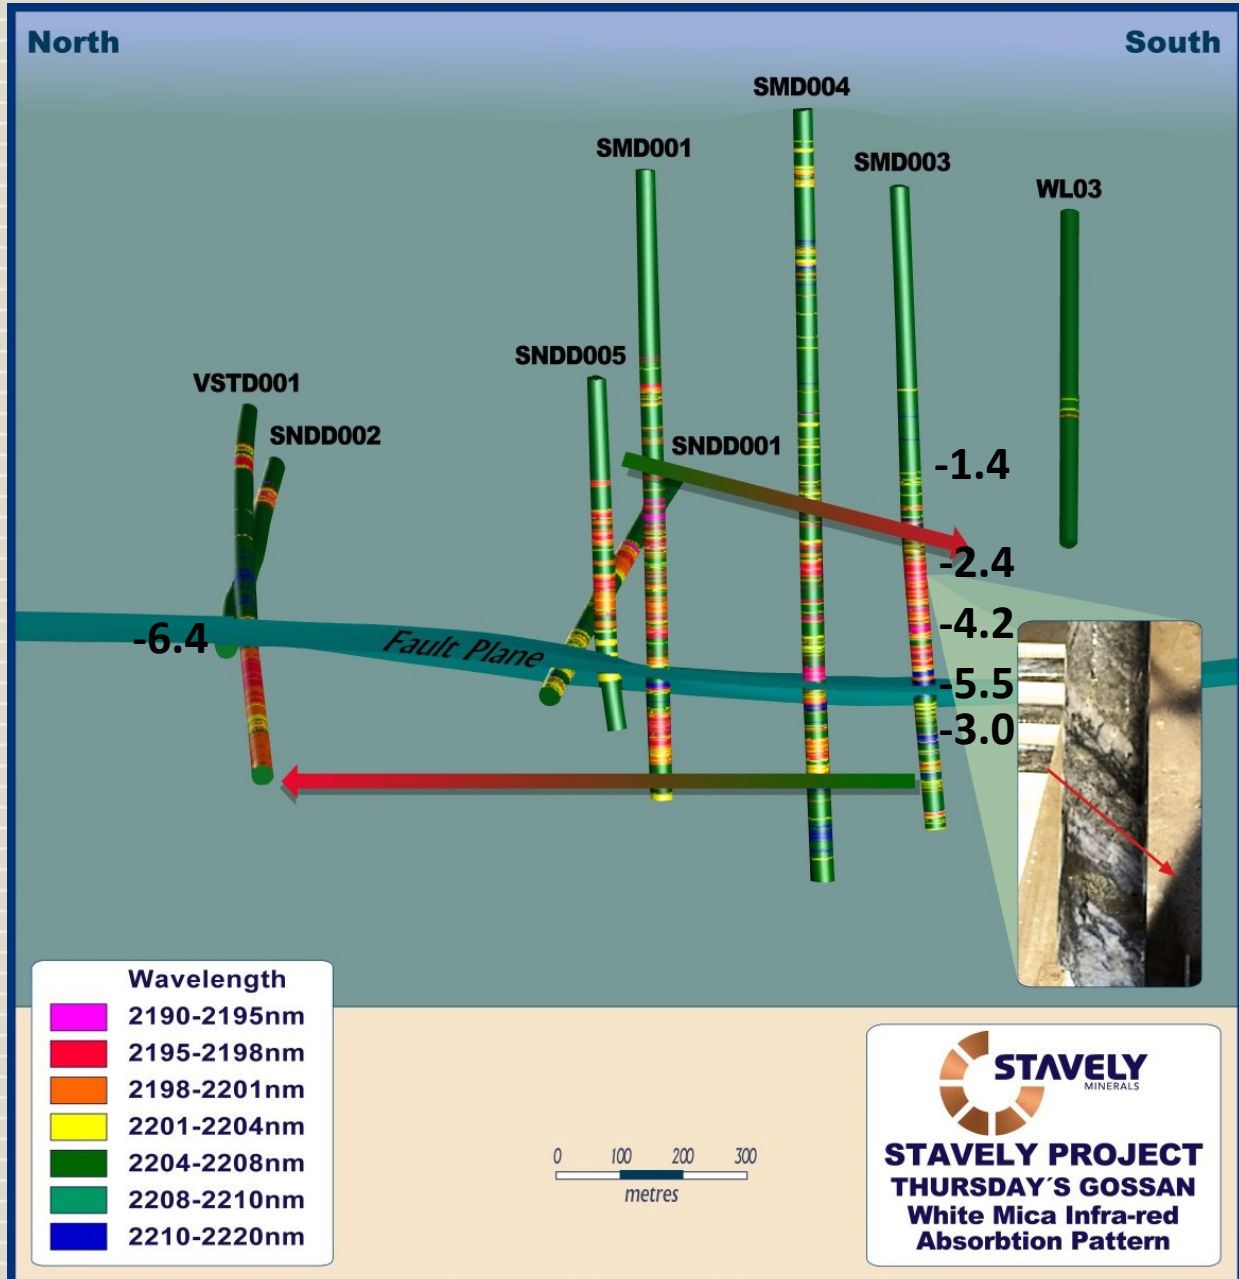 North
South
SMD004
SMD001
SMD003
WL03
SNDD005
VSTD001
SNDD002
SNDD001
-1.4
-2.4
-4.2
-6.4
Fault Plane
-5.5
-3.0
Wavelength
2190-2195nm
2195-2198nm
2198-2201nm
2201-2204nm
2204-2208nm
2208-2210nm
2210-2220nm
0 100 200 300
metres
STAVELY
MINERALS
STAVELY PROJECT
THURSDAY´S GOSSAN
White Mica Infra-red
Absorbtion Pattern